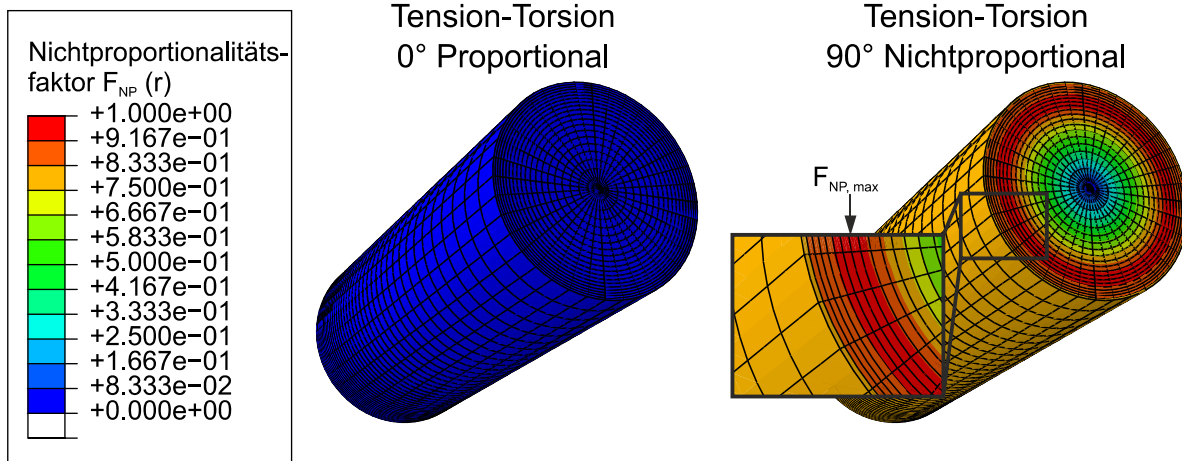 Nichtproportionalitäts-
faktor F_NP (r)
+1.000e+00
+9.167e−01
+8.333e−01
+7.500e−01
+6.667e−01
+5.833e−01
+5.000e−01
+4.167e−01
+3.333e−01
+2.500e−01
+1.667e−01
+8.333e−02
+0.000e+00
Tension-Torsion
0° Proportional
Tension-Torsion
90° Nichtproportional
F_NP, max